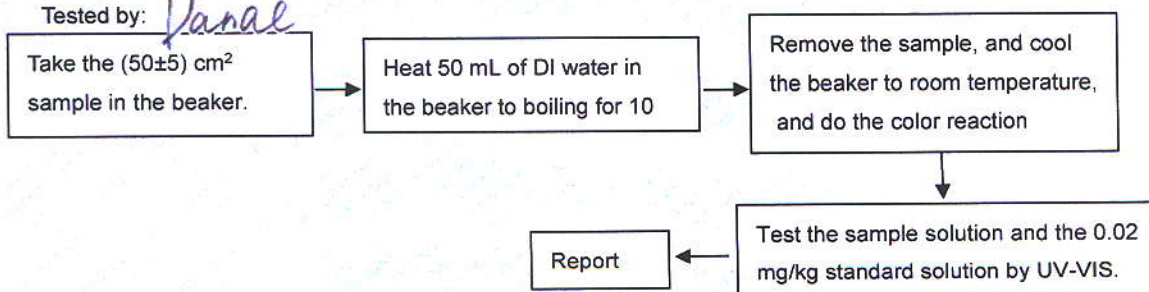 Tested by:
Take the (50±5) cm²
sample in the beaker.
Heat 50 mL of DI water in
the beaker to boiling for 10
Remove the sample, and cool
the beaker to room temperature,
and do the color reaction
Test the sample solution and the 0.02
mg/kg standard solution by UV-VIS.
Report